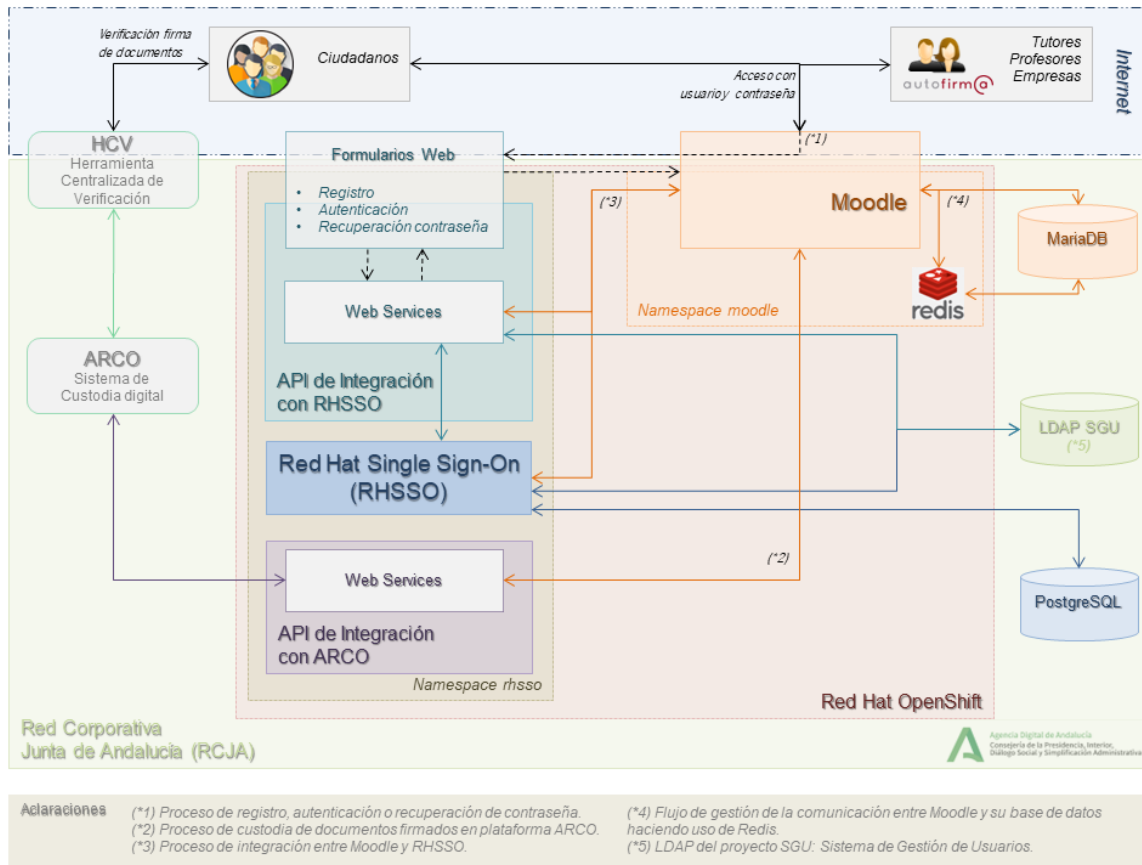 Verificación firma
de documentos
Ciudadanos
Acceso con
usuario y contraseña
autofirm@
Tutores
Profesores
Empresas
Internet
HCV
Herramienta
Centralizada de
Verificación
Formularios Web
• Registro
• Autenticación
• Recuperación contraseña
(*1)
(*3)
Moodle
(*4)
MariaDB
redis
Namespace moodle
Web Services
API de Integración
con RHSSO
ARCO
Sistema de
Custodia digital
LDAP SGU
(*5)
Red Hat Single Sign-On
(RHSSO)
(*2)
Web Services
API de Integración
con ARCO
PostgreSQL
Namespace rhsso
Red Hat OpenShift
Red Corporativa
Junta de Andalucía (RCJA)
Agencia Digital de Andalucía
Consejería de la Presidencia, Interior,
Diálogo Social y Simplificación Administrativa
Aclaraciones
(*1) Proceso de registro, autenticación o recuperación de contraseña.
(*2) Proceso de custodia de documentos firmados en plataforma ARCO.
(*3) Proceso de integración entre Moodle y RHSSO.
(*4) Flujo de gestión de la comunicación entre Moodle y su base de datos
haciendo uso de Redis.
(*5) LDAP del proyecto SGU: Sistema de Gestión de Usuarios.